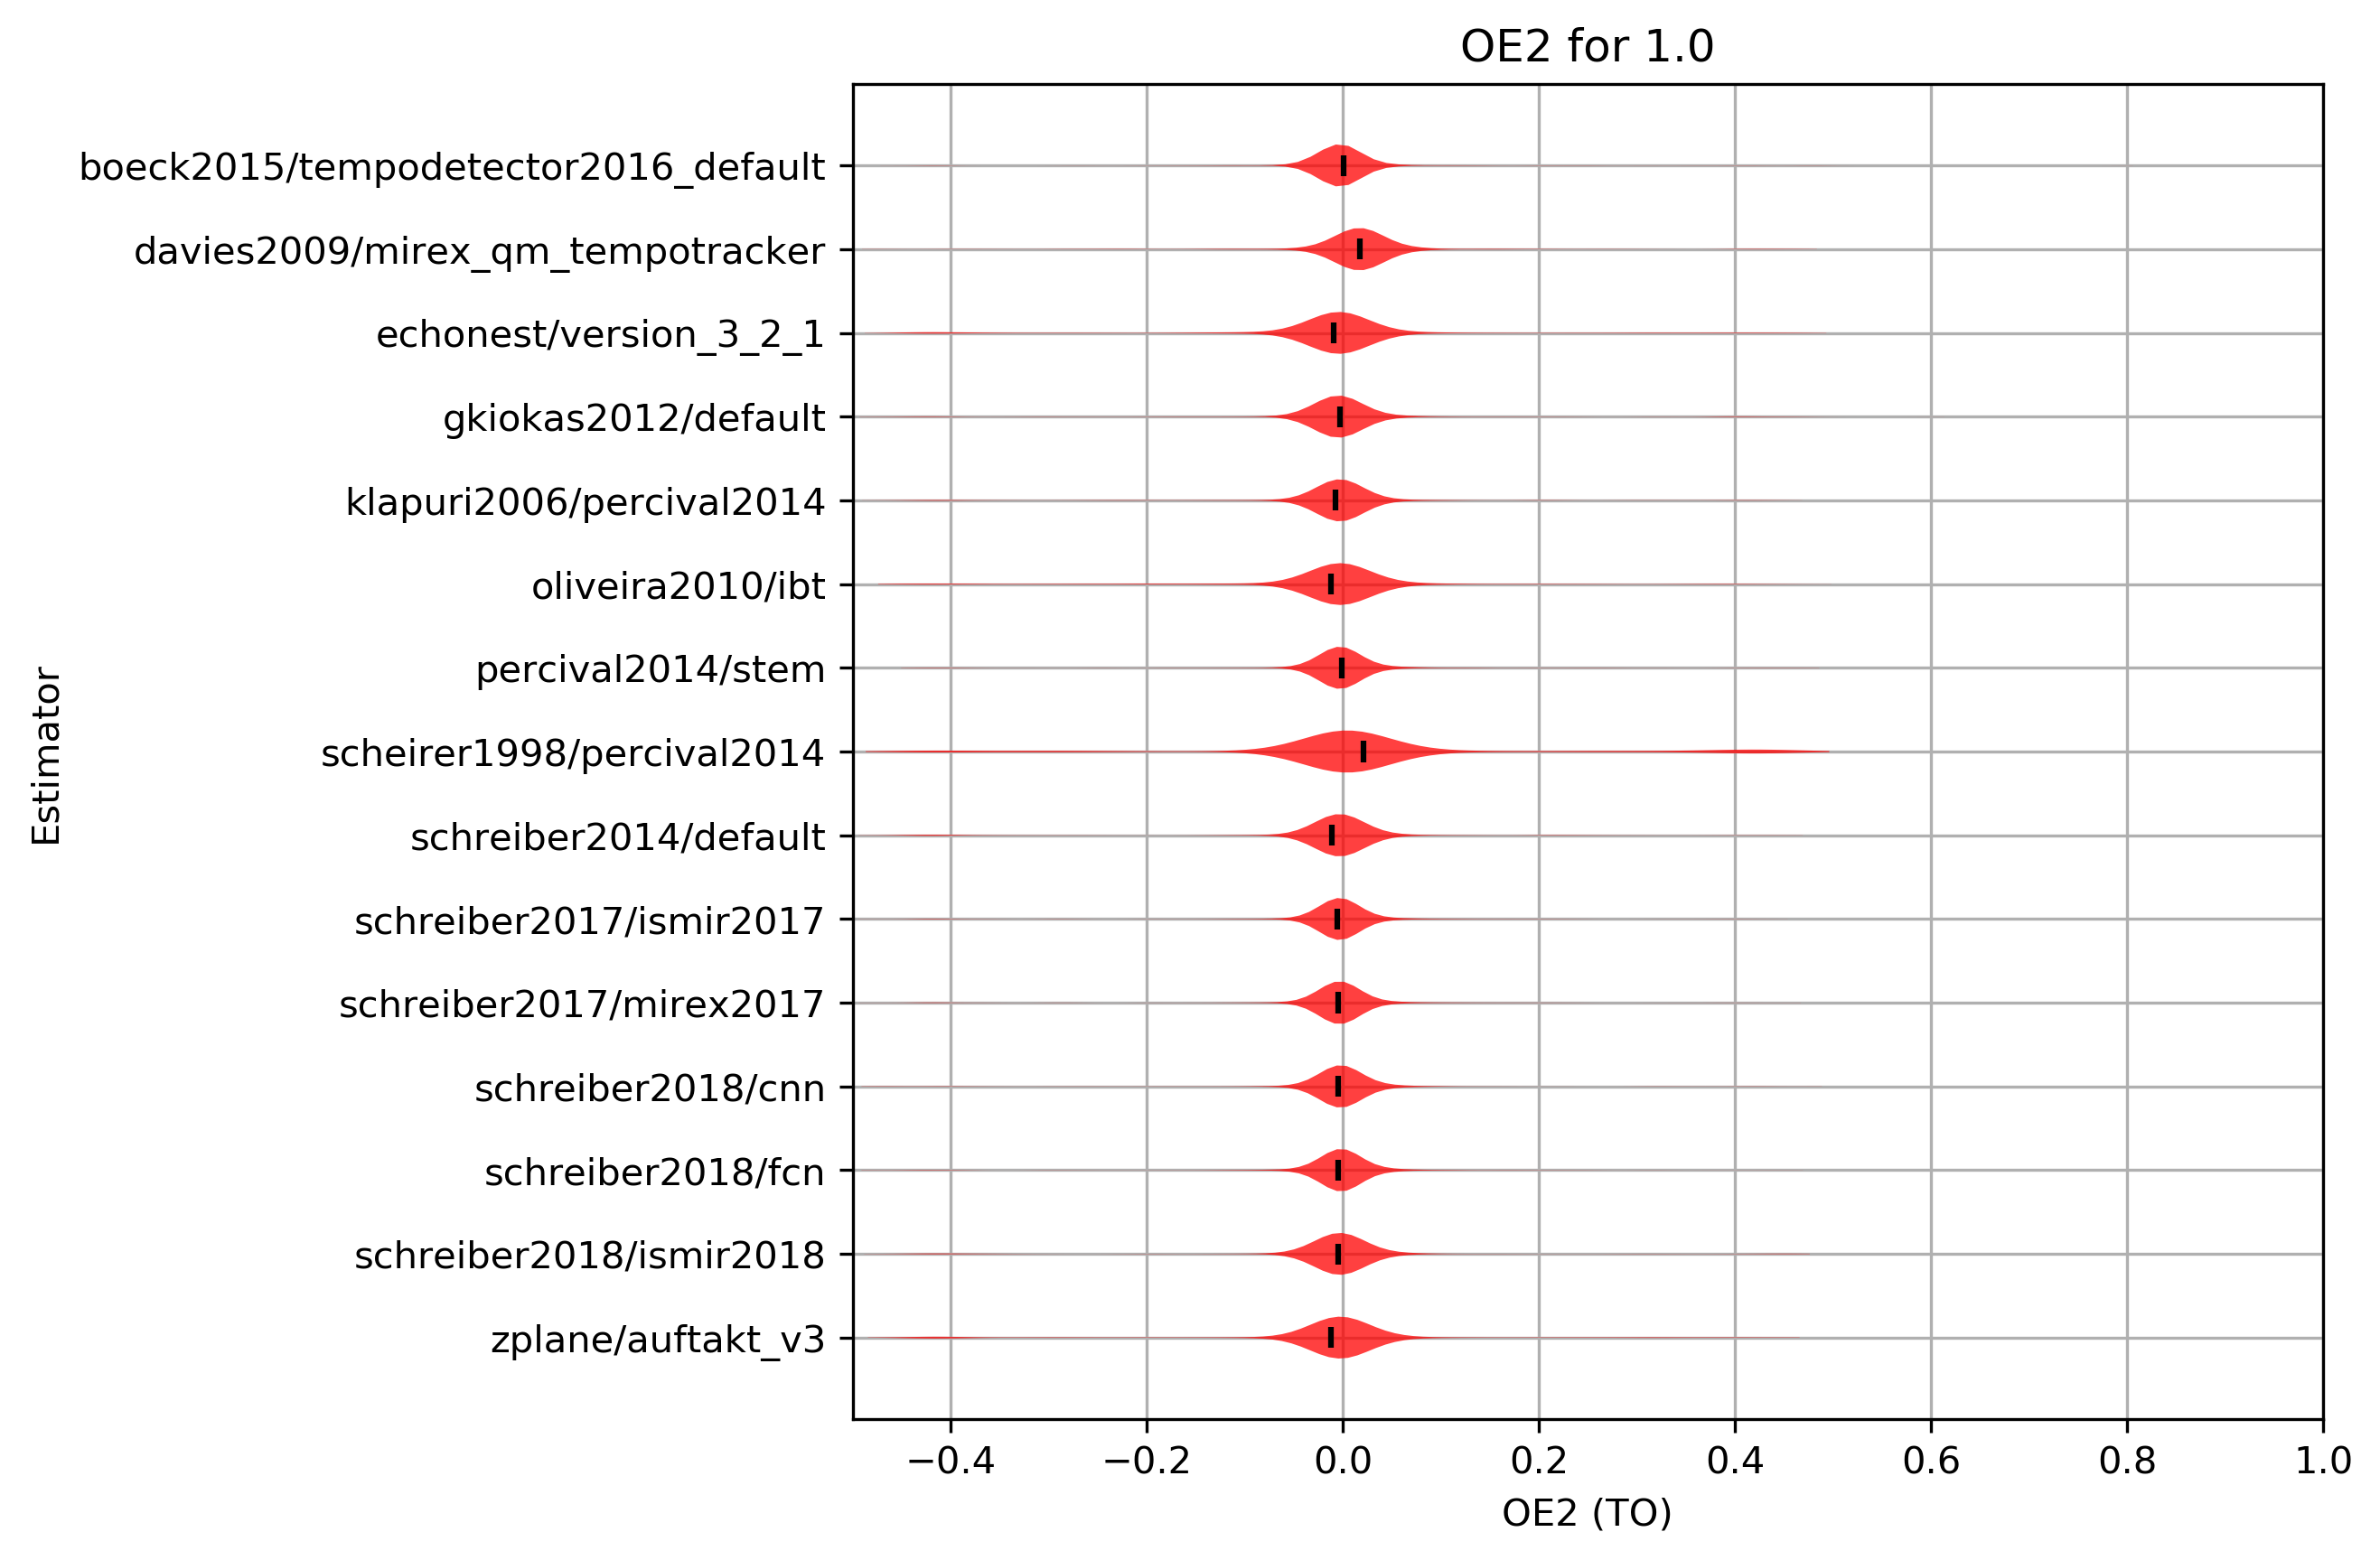 OE2 for 1.0
boeck2015/tempodetector2016_default
davies2009/mirex_qm_tempotracker
echonest/version_3_2_1
gkiokas2012/default
klapuri2006/percival2014
oliveira2010/ibt
percival2014/stem
scheirer1998/percival2014
schreiber2014/default
schreiber2017/ismir2017
schreiber2017/mirex2017
schreiber2018/cnn
schreiber2018/fcn
schreiber2018/ismir2018
zplane/auftakt_v3
Estimator
−0.4 −0.2 0.0 0.2 0.4 0.6 0.8 1.0
OE2 (TO)